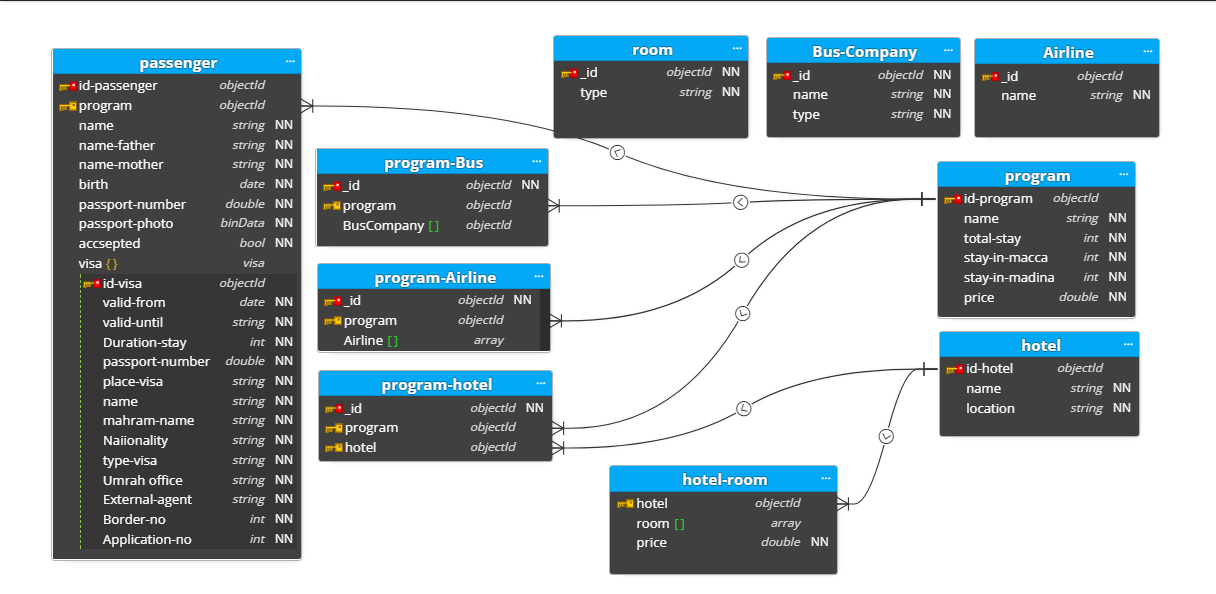 passenger ...
id-passenger objectId
program objectId
name string NN
name-father string NN
name-mother string NN
birth date NN
passport-number double NN
passport-photo binData NN
accsepted bool NN
visa {} visa
id-visa objectId
valid-from date NN
valid-until string NN
Duration-stay int NN
passport-number double NN
place-visa string NN
name string NN
mahram-name string NN
Naiionality string NN
type-visa string NN
Umrah office string NN
External-agent string NN
Border-no int NN
Application-no int NN
program-Bus ...
_id objectId NN
program objectId
BusCompany [] objectId
program-Airline ...
_id objectId NN
program objectId
Airline [] array
program-hotel ...
_id objectId NN
program objectId
hotel objectId
room ...
_id objectId NN
type string NN
Bus-Company ...
_id objectId NN
name string NN
type string NN
Airline ...
_id objectId
name string NN
program ...
id-program objectId
name string NN
total-stay int NN
stay-in-macca int NN
stay-in-madina int NN
price double NN
hotel ...
id-hotel objectId
name string NN
location string NN
hotel-room ...
hotel objectId
room [] array
price double NN